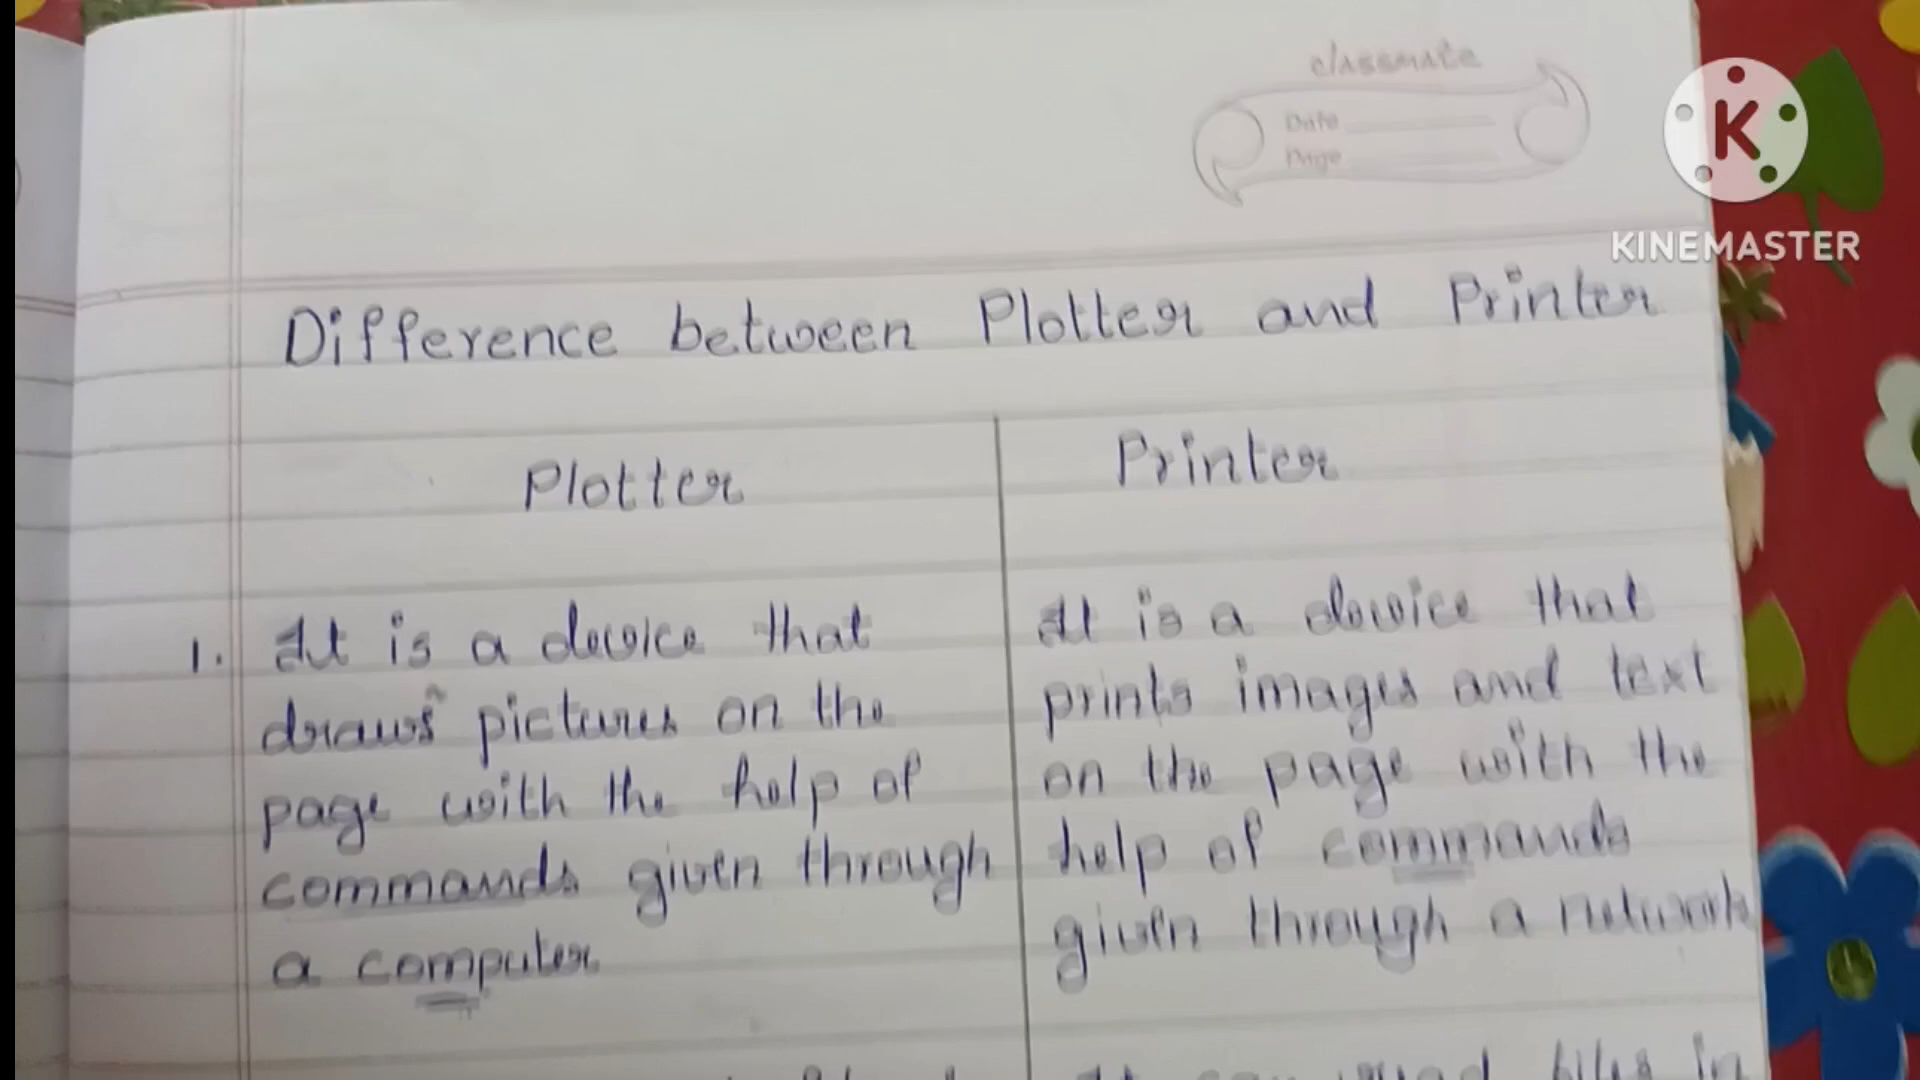 classmate
Date
Page
K
KINEMASTER
Difference between Plotter and Printer
Plotter
Printer
1. It is a device that
draws pictures on the
page with the help of
commands given through
a computer
It is a device that
prints images and text
on the page with the
help of commands
given through a network
files in